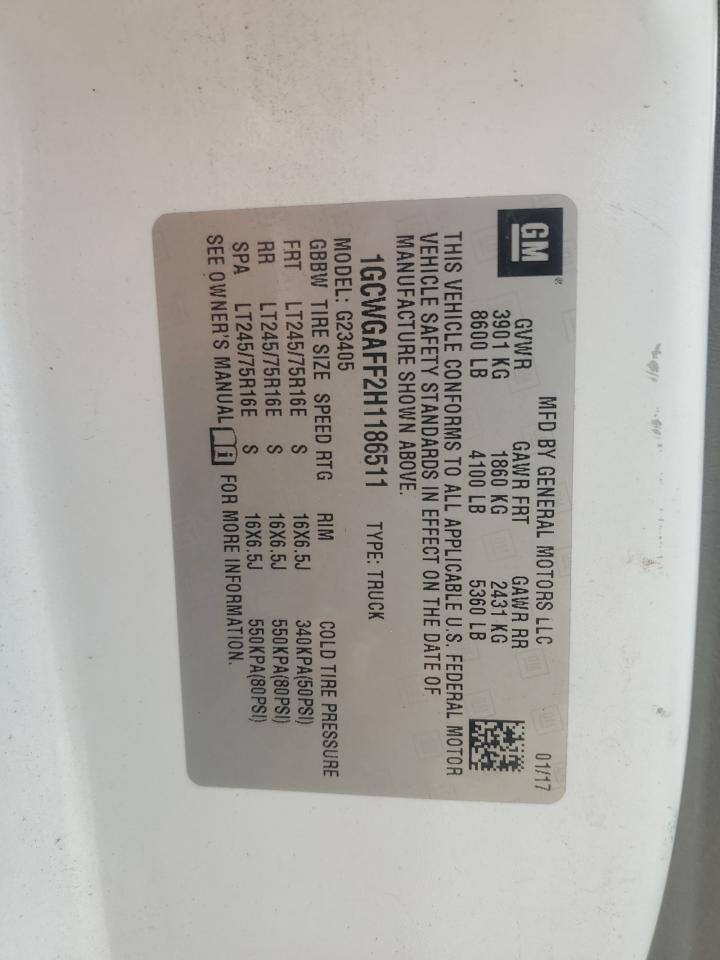 GM®
MFD BY GENERAL MOTORS LLC 01/17
GVWR GAWR FRT GAWR RR
3901 KG 1860 KG 2431 KG
8600 LB 4100 LB 5360 LB
THIS VEHICLE CONFORMS TO ALL APPLICABLE U.S. FEDERAL MOTOR
VEHICLE SAFETY STANDARDS IN EFFECT ON THE DATE OF
MANUFACTURE SHOWN ABOVE.
1GCWGAFF2H1186511 TYPE: TRUCK
MODEL: G23405
GBBW TIRE SIZE SPEED RTG RIM COLD TIRE PRESSURE
FRT LT245/75R16E S 16X6.5J 340KPA(50PSI)
RR LT245/75R16E S 16X6.5J 550KPA(80PSI)
SPA LT245/75R16E S 16X6.5J 550KPA(80PSI)
SEE OWNER'S MANUAL i FOR MORE INFORMATION.